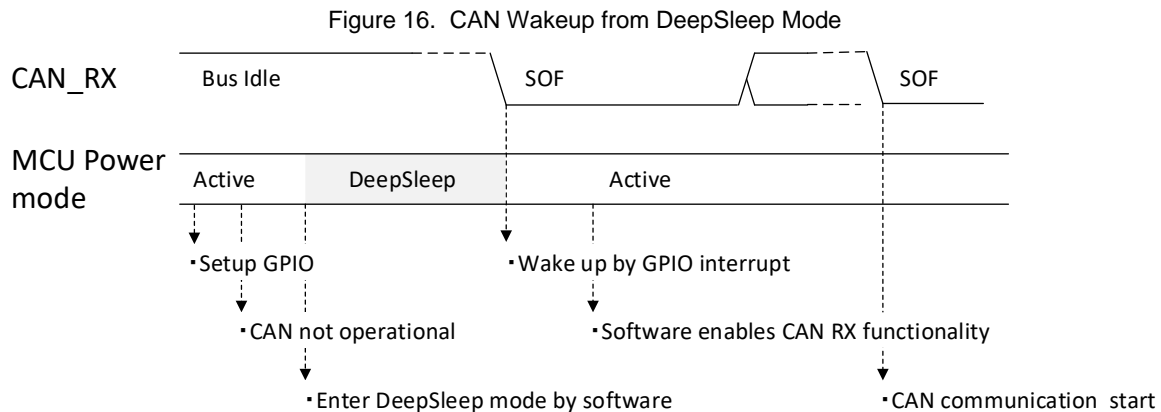 Figure 16. CAN Wakeup from DeepSleep Mode
CAN_RX
Bus Idle
SOF
SOF
MCU Power
mode
Active
DeepSleep
Active
・Setup GPIO
・Wake up by GPIO interrupt
・CAN not operational
・Software enables CAN RX functionality
・Enter DeepSleep mode by software
・CAN communication start